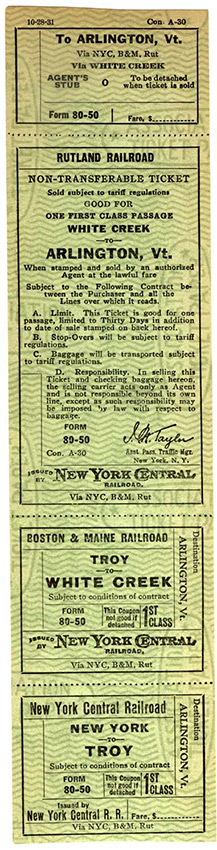 10-28-31 Con. A-30
To ARLINGTON, Vt.
Via NYC, B&M, Rut
Via WHITE CREEK
AGENT'S STUB O To be detached when ticket is sold
Form 80-50 Fare, $
RUTLAND RAILROAD
NON-TRANSFERABLE TICKET
Sold subject to tariff regulations
GOOD FOR
ONE FIRST CLASS PASSAGE
WHITE CREEK
—TO—
ARLINGTON, Vt.
When stamped and sold by an authorised
Agent at the lawful fare
Subject to the Following Contract be-
tween the Purchaser and all the
Lines over which it reads.
A. Limit. This Ticket is good for one
passage, limited to Thirty Days in addition
to date of sale stamped on back hereof.
B. Stop-Overs will be subject to tariff
regulations.
C. Baggage will be transported subject
to tariff regulations.
D. Responsibility. In selling this
Ticket and checking baggage hereon,
the selling carrier acts only as Agent
and is not responsible beyond its own
line, except as such responsibility may
be imposed by law with respect to
baggage.
FORM
80-50
Con. A-30
Asst. Pass. Traffic Mgr.
New York, N. Y.
ISSUED BY NEW YORK CENTRAL
RAILROAD.
Via NYC, B&M, Rut
BOSTON & MAINE RAILROAD
TROY
—TO—
WHITE CREEK
Subject to conditions of contract
FORM 80-50 This Coupon not good if detached 1ST CLASS
ISSUED BY NEW YORK CENTRAL
RAILROAD.
Via NYC, B&M, Rut
Destination
ARLINGTON, Vt.
New York Central Railroad
NEW YORK
—TO—
TROY
Subject to conditions of contract
FORM 80-50 This Coupon not good if detached 1ST CLASS
Issued by
New York Central R. R. Fare, $
Via NYC, B&M, Rut
Destination
ARLINGTON, Vt.